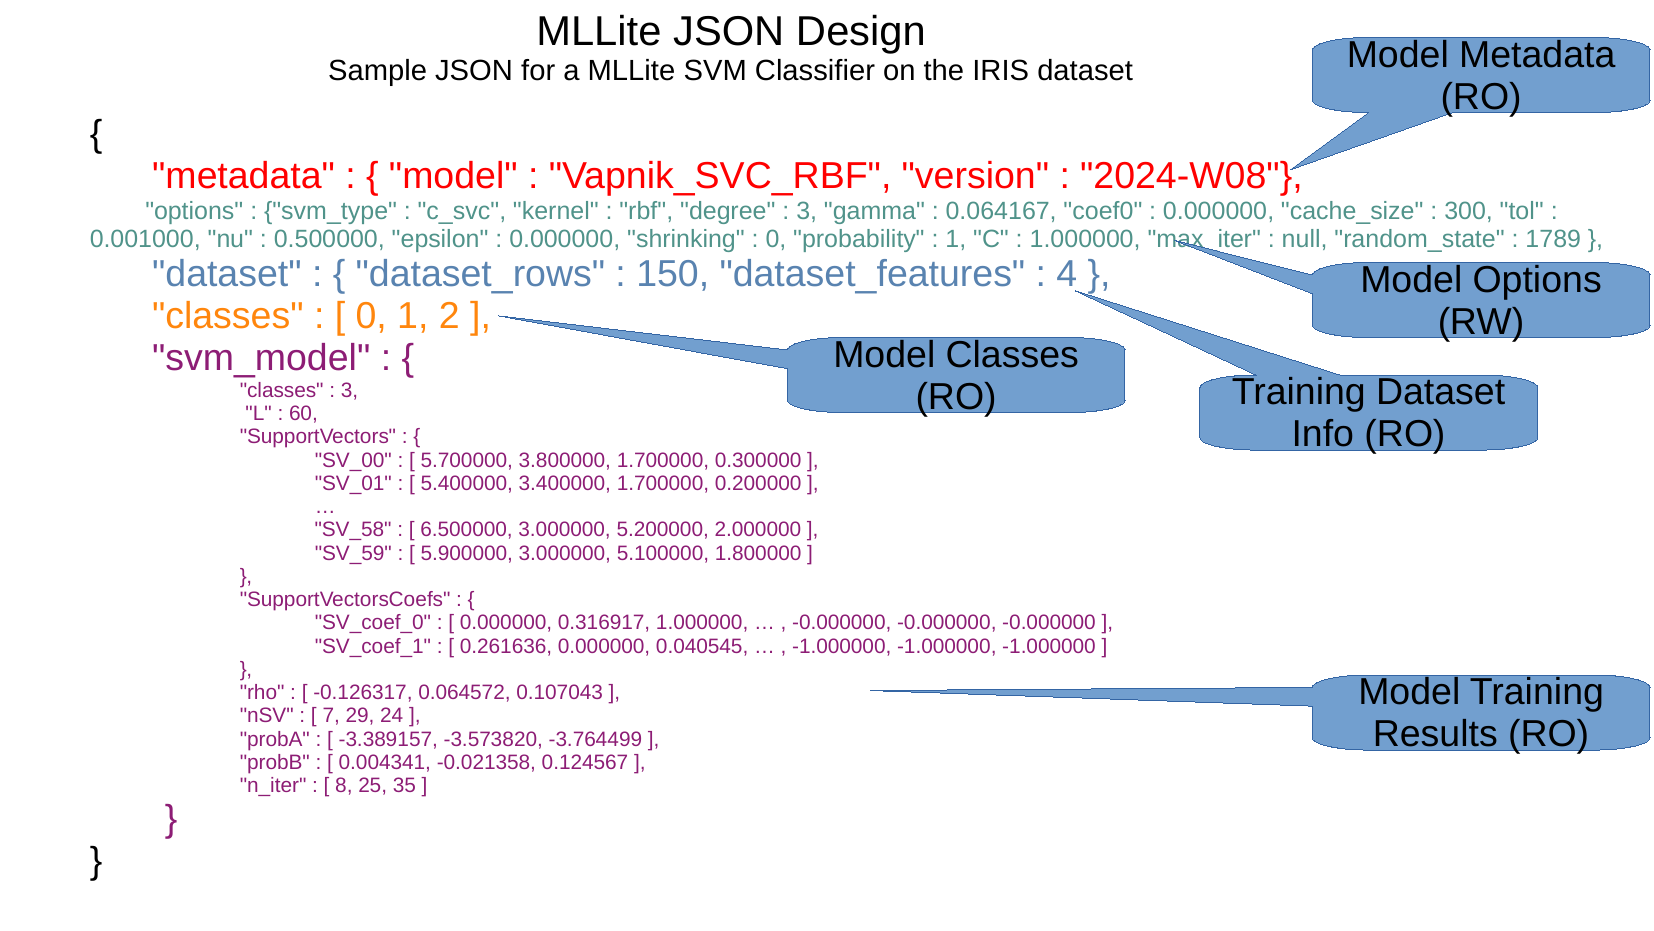 MLLite JSON Design
Sample JSON for a MLLite SVM Classifier on the IRIS dataset
Model Metadata
(RO)
{
"metadata" : { "model" : "Vapnik_SVC_RBF", "version" : "2024-W08"},
"options" : {"svm_type" : "c_svc", "kernel" : "rbf", "degree" : 3, "gamma" : 0.064167, "coef0" : 0.000000, "cache_size" : 300, "tol" :
0.001000, "nu" : 0.500000, "epsilon" : 0.000000, "shrinking" : 0, "probability" : 1, "C" : 1.000000, "max_iter" : null, "random_state" : 1789 },
"dataset" : { "dataset_rows" : 150, "dataset_features" : 4 },
Model Options
(RW)
"classes" : [ 0, 1, 2 ],
"svm_model" : {
Model Classes
(RO)
Training Dataset
Info (RO)
"classes" : 3,
"L" : 60,
"SupportVectors" : {
"SV_00" : [ 5.700000, 3.800000, 1.700000, 0.300000 ],
"SV_01" : [ 5.400000, 3.400000, 1.700000, 0.200000 ],
…
"SV_58" : [ 6.500000, 3.000000, 5.200000, 2.000000 ],
"SV_59" : [ 5.900000, 3.000000, 5.100000, 1.800000 ]
},
"SupportVectorsCoefs" : {
"SV_coef_0" : [ 0.000000, 0.316917, 1.000000, … , -0.000000, -0.000000, -0.000000 ],
"SV_coef_1" : [ 0.261636, 0.000000, 0.040545, … , -1.000000, -1.000000, -1.000000 ]
},
"rho" : [ -0.126317, 0.064572, 0.107043 ],
Model Training
Results (RO)
"nSV" : [ 7, 29, 24 ],
"probA" : [ -3.389157, -3.573820, -3.764499 ],
"probB" : [ 0.004341, -0.021358, 0.124567 ],
"n_iter" : [ 8, 25, 35 ]
}
}